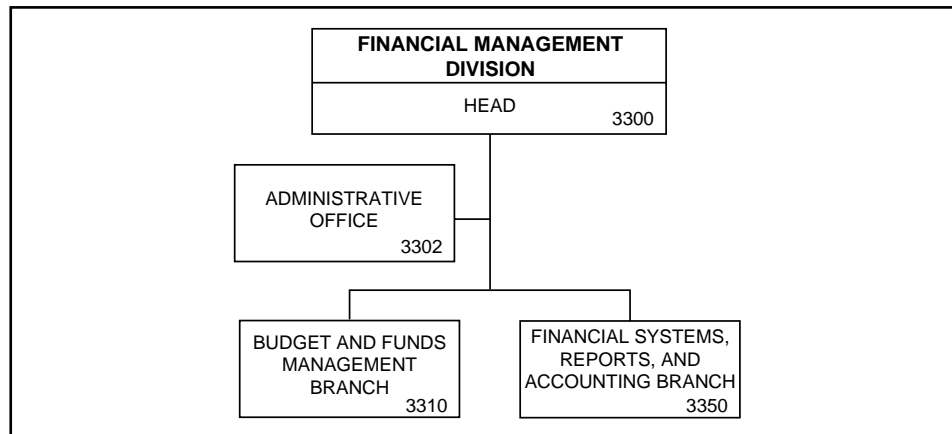 FINANCIAL MANAGEMENT
DIVISION
HEAD
3300
ADMINISTRATIVE
OFFICE
3302
BUDGET AND FUNDS
MANAGEMENT
BRANCH
3310
FINANCIAL SYSTEMS,
REPORTS, AND
ACCOUNTING BRANCH
3350